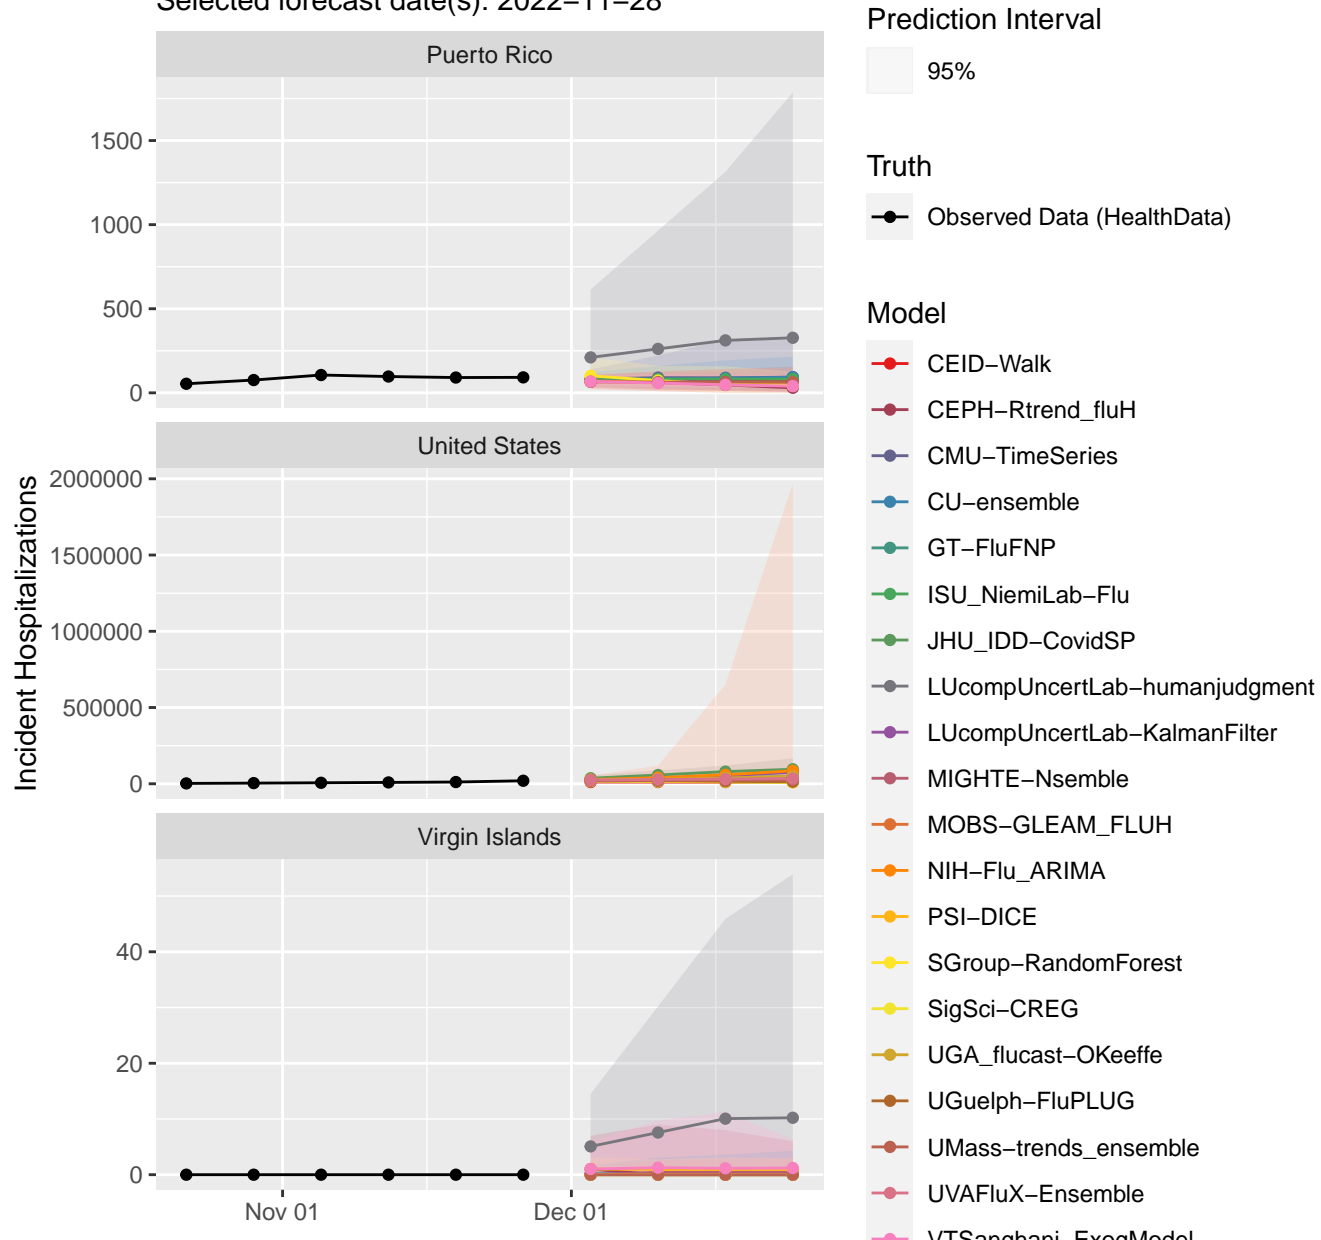 Selected forecast date(s): 2022−11−28
Puerto Rico
1500
1000
500
0
United States
2000000
1500000
1000000
500000
0
Virgin Islands
40
20
0
Nov 01
Dec 01
Incident Hospitalizations
Prediction Interval
95%
Truth
Observed Data (HealthData)
Model
CEID−Walk
CEPH−Rtrend_fluH
CMU−TimeSeries
CU−ensemble
GT−FluFNP
ISU_NiemiLab−Flu
JHU_IDD−CovidSP
LUcompUncertLab−humanjudgment
LUcompUncertLab−KalmanFilter
MIGHTE−Nsemble
MOBS−GLEAM_FLUH
NIH−Flu_ARIMA
PSI−DICE
SGroup−RandomForest
SigSci−CREG
UGA_flucast−OKeeffe
UGuelph−FluPLUG
UMass−trends_ensemble
UVAFluX−Ensemble
VTSanghani−ExogModel